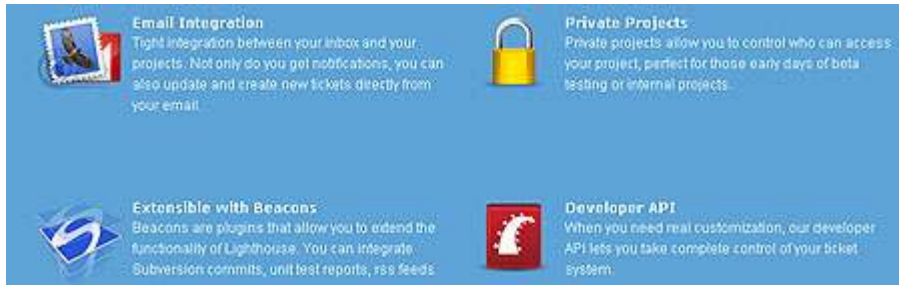 Email Integration
Tight integration between your inbox and your
projects. Not only do you get notifications, you can
also update and create new tickets directly from
your email
Private Projects
Private projects allow you to control who can access
your project, perfect for those early days of beta
testing or internal projects.
Extensible with Beacons
Beacons are plugins that allow you to extend the
functionality of Lighthouse. You can integrate
Subversion commits, unit test reports, rss feeds
Developer API
When you need real customization, our developer
API lets you take complete control of your ticket
system.